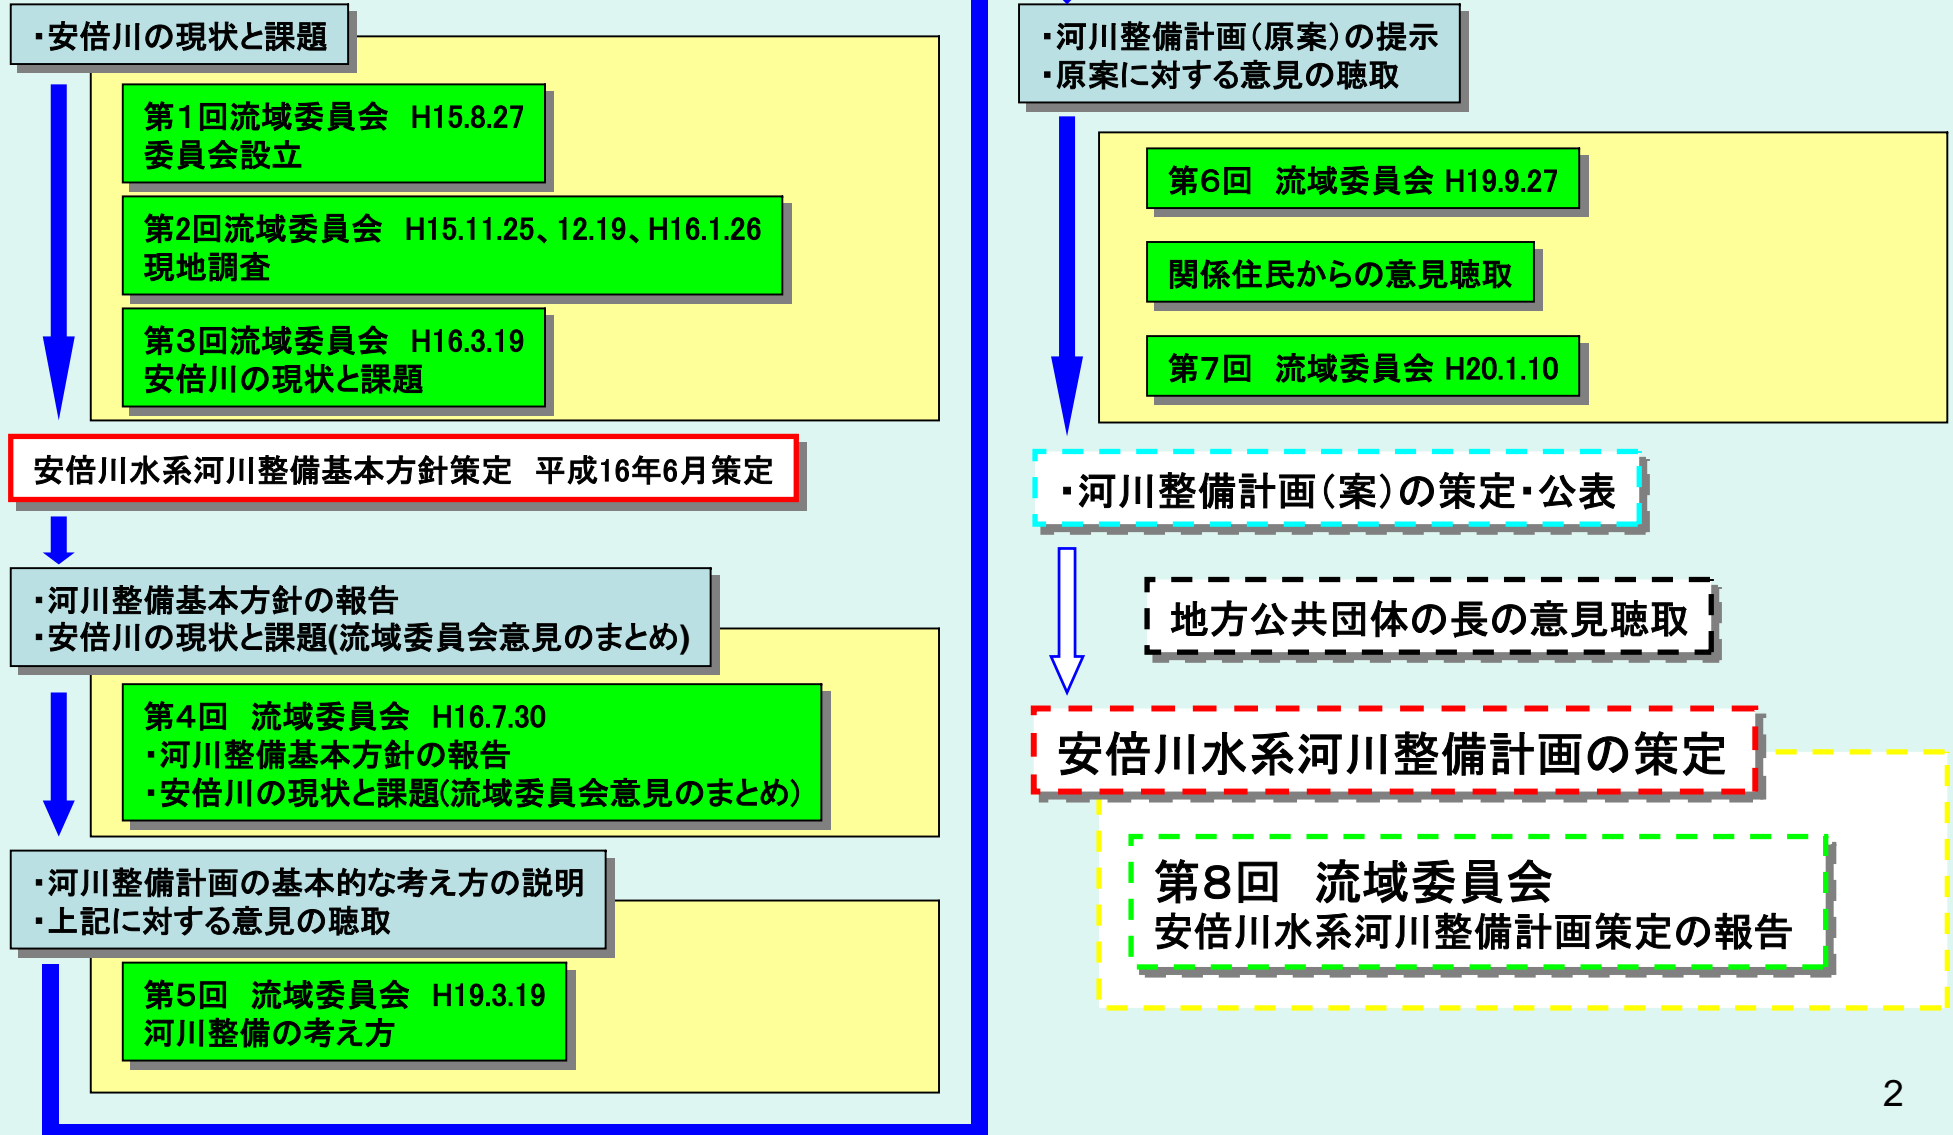 ・安倍川の現状と課題
第1回流域委員会　H15.8.27
委員会設立
第2回流域委員会　H15.11.25、12.19、H16.1.26
現地調査
第3回流域委員会　H16.3.19
安倍川の現状と課題
安倍川水系河川整備基本方針策定　平成16年6月策定
・河川整備基本方針の報告
・安倍川の現状と課題(流域委員会意見のまとめ)
第4回　流域委員会　H16.7.30
・河川整備基本方針の報告
・安倍川の現状と課題(流域委員会意見のまとめ)
・河川整備計画の基本的な考え方の説明
・上記に対する意見の聴取
第5回　流域委員会　H19.3.19
河川整備の考え方
・河川整備計画(原案)の提示
・原案に対する意見の聴取
第6回　流域委員会 H19.9.27
関係住民からの意見聴取
第7回　流域委員会 H20.1.10
・河川整備計画(案)の策定・公表
地方公共団体の長の意見聴取
安倍川水系河川整備計画の策定
第8回　流域委員会
安倍川水系河川整備計画策定の報告
2